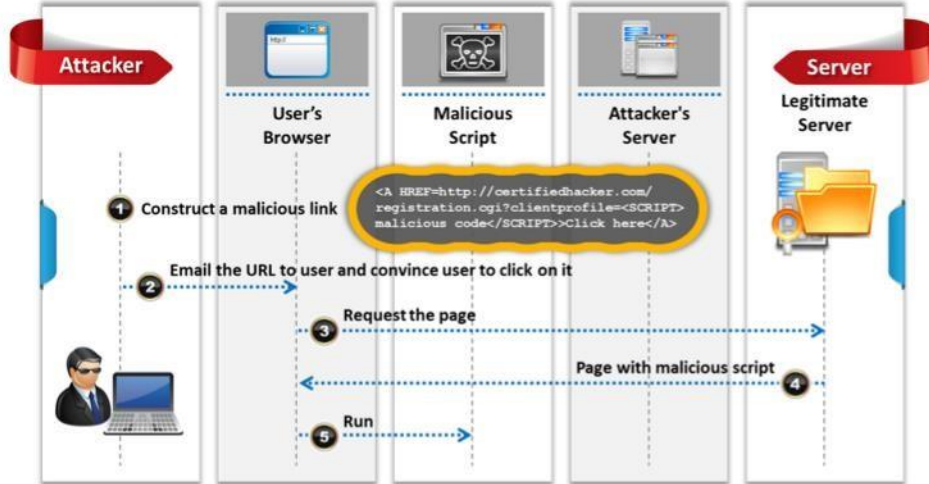 Attacker
Server
http://
User's
Browser
Malicious
Script
Attacker's
Server
Legitimate
Server
1 Construct a malicious link
<A HREF=http://certifiedhacker.com/
registration.cgi?clientprofile=<SCRIPT>
malicious code</SCRIPT>>Click here</A>
Email the URL to user and convince user to click on it
2
Request the page
3
Page with malicious script
4
Run
5